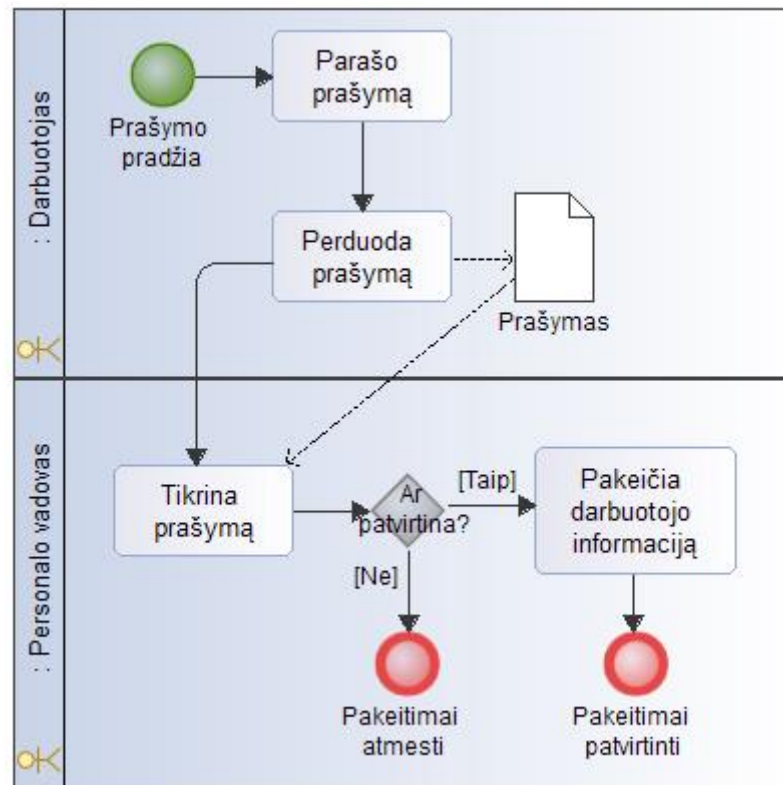 : Darbuotojas
Prašymo
pradžia
Parašo
prašymą
Perduoda
prašymą
Prašymas
: Personalo vadovas
Tikrina
prašymą
Ar
patvirtina?
[Taip]
[Ne]
Pakeičia
darbuotojo
informaciją
Pakeitimai
atmesti
Pakeitimai
patvirtinti